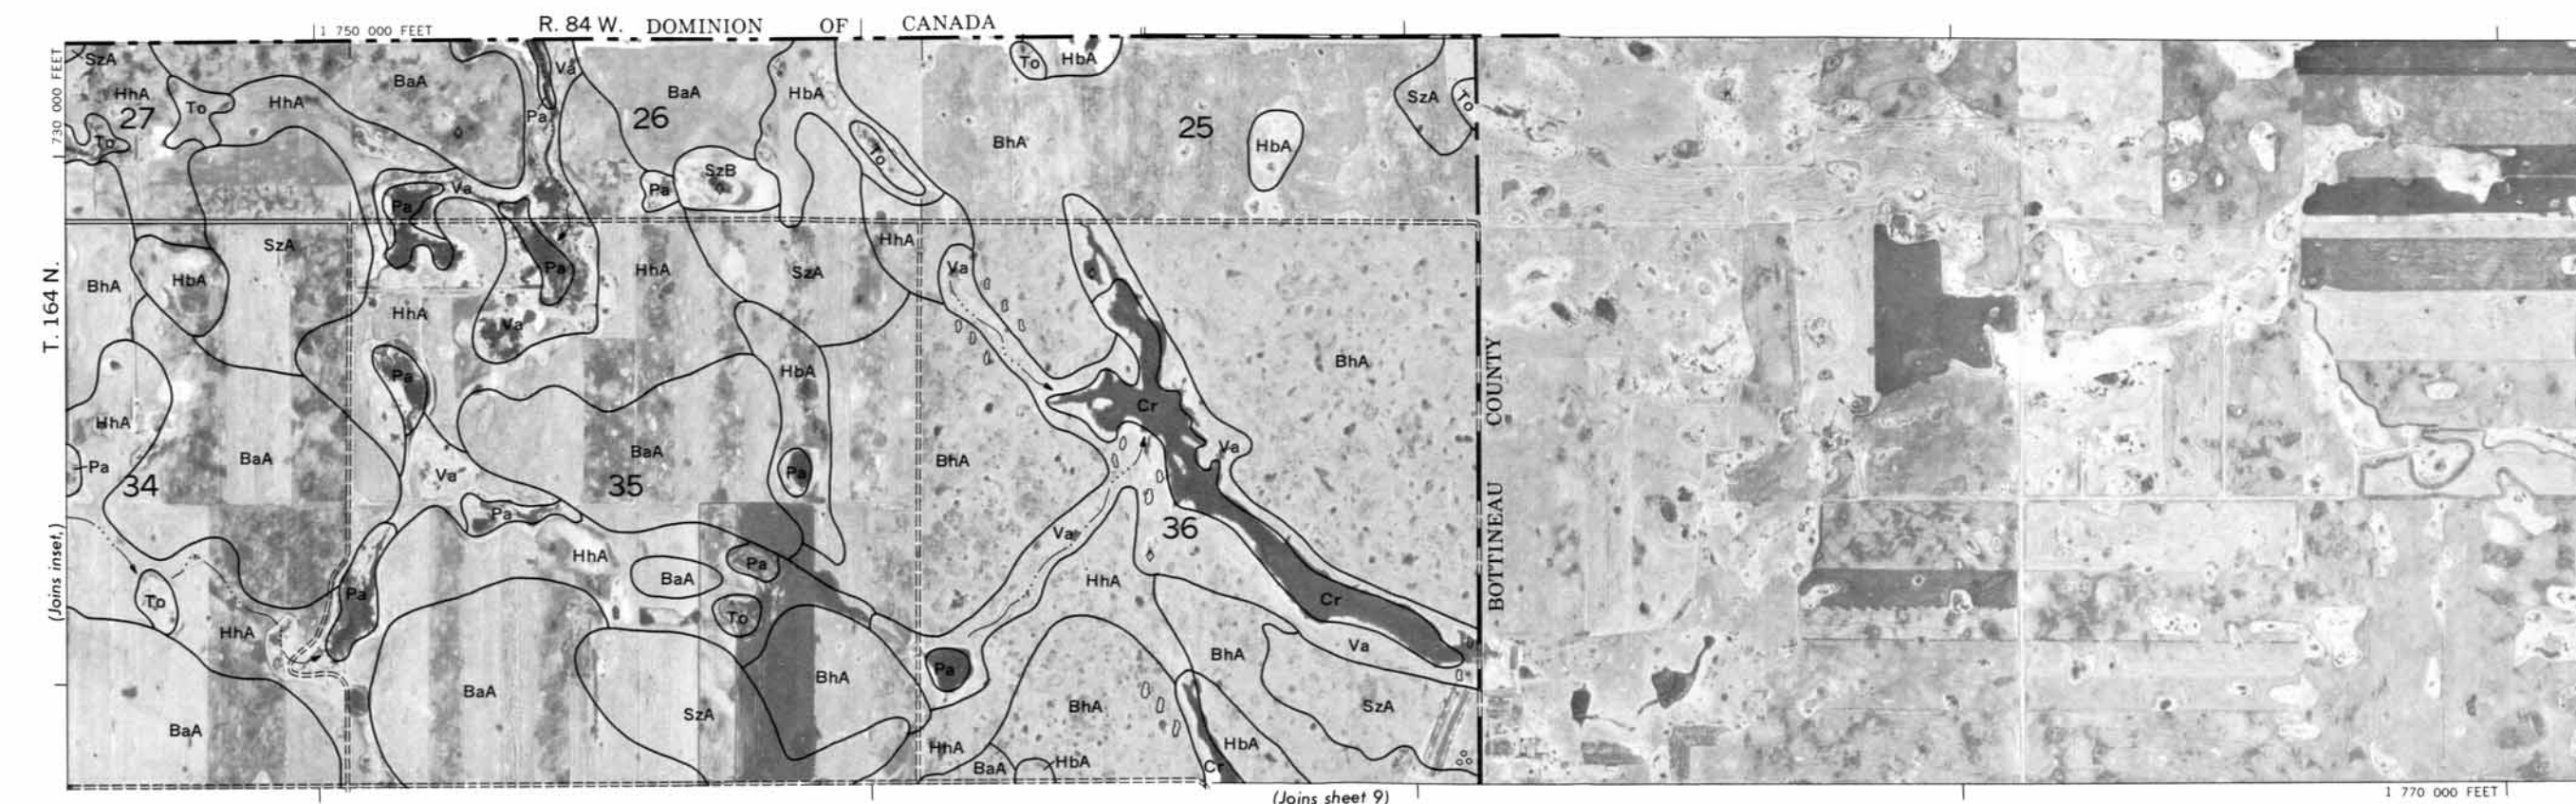 1 750 000 FEET
R. 84 W.
DOMINION OF CANADA
730 000 FEET
T. 164 N.
(Joins inset,)
SzA
HhA
27
To
To
HhA
BaA
Va
Pa
26
BaA
HbA
To
HbA
BhA
25
HbA
SzA
To
To
SzB
Pa
Va
Pa
Pa
BhA
HbA
SzA
HhA
Va
HhA
SzA
HhA
Va
BhA
HhA
Pa
34
BaA
Pa
Va
Pa
35
BaA
HbA
Pa
BhA
Cr
Va
BhA
36
Va
HhA
BOTTINEAU COUNTY
To
HhA
Pa
BaA
HhA
BaA
Pa
To
BaA
SzA
BhA
Pa
HhA
BaA
HbA
BhA
Cr
Va
BhA
SzA
HbA
Cr
(Joins sheet 9)
1 770 000 FEET